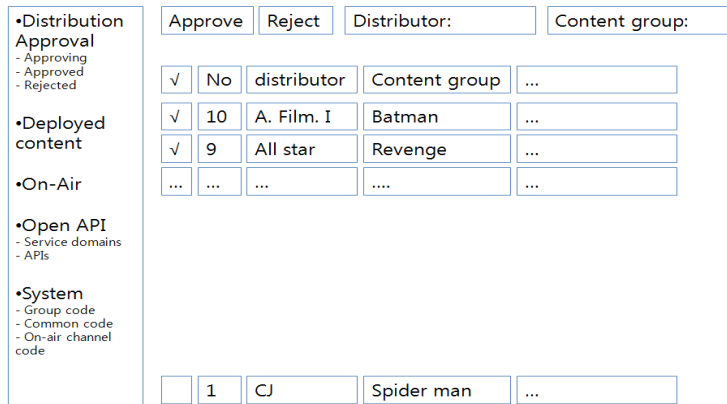 •Distribution
Approval
- Approving
- Approved
- Rejected
•Deployed
content
•On-Air
•Open API
- Service domains
- APIs
•System
- Group code
- Common code
- On-air channel
code
Approve Reject Distributor: Content group:
√ No distributor Content group ...
√ 10 A. Film. I Batman ...
√ 9 All star Revenge ...
... ... ... .... ...
1 CJ Spider man ...